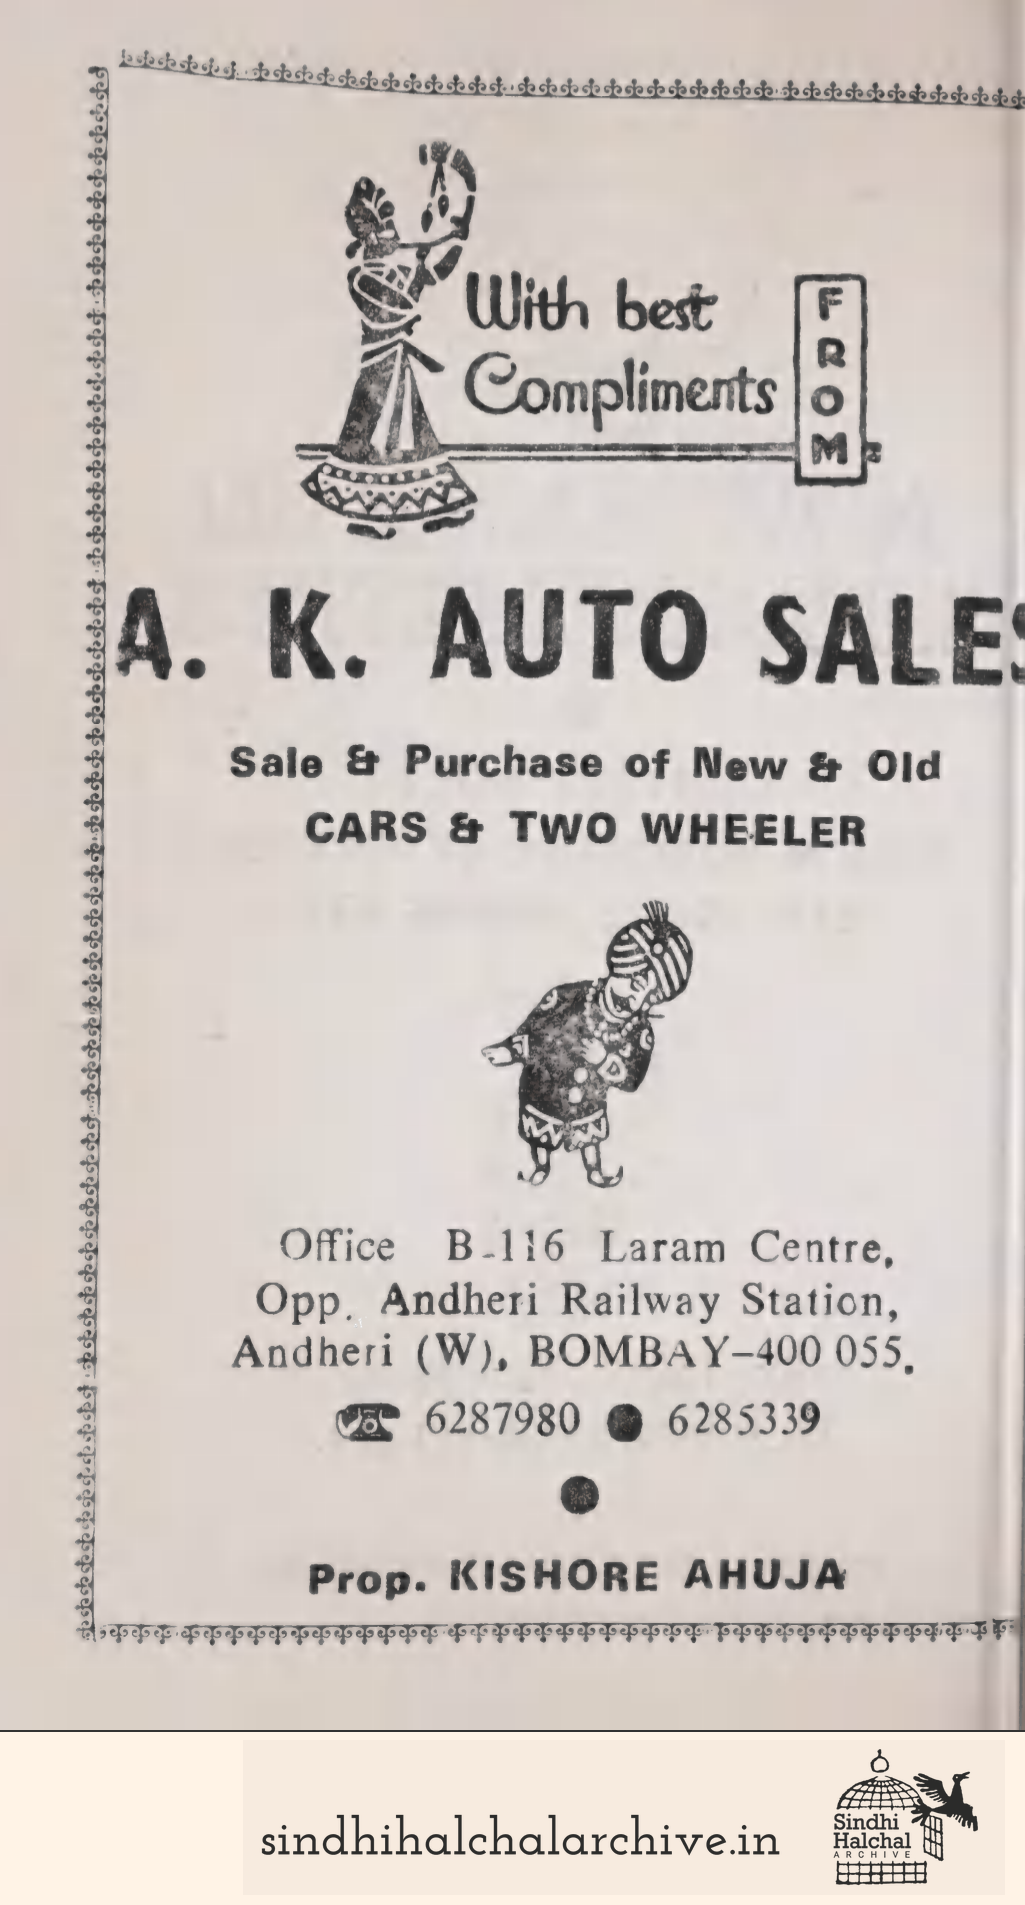 With best
Compliments
FROM
A. K. AUTO SALES
Sale & Purchase of New & Old
CARS & TWO WHEELER
Office B-116 Laram Centre,
Opp. Andheri Railway Station,
Andheri (W), BOMBAY-400 055.
6287980 ● 6285339
●
Prop. KISHORE AHUJA
sindhihalchalarchive.in
Sindhi
Halchal
ARCHIVE